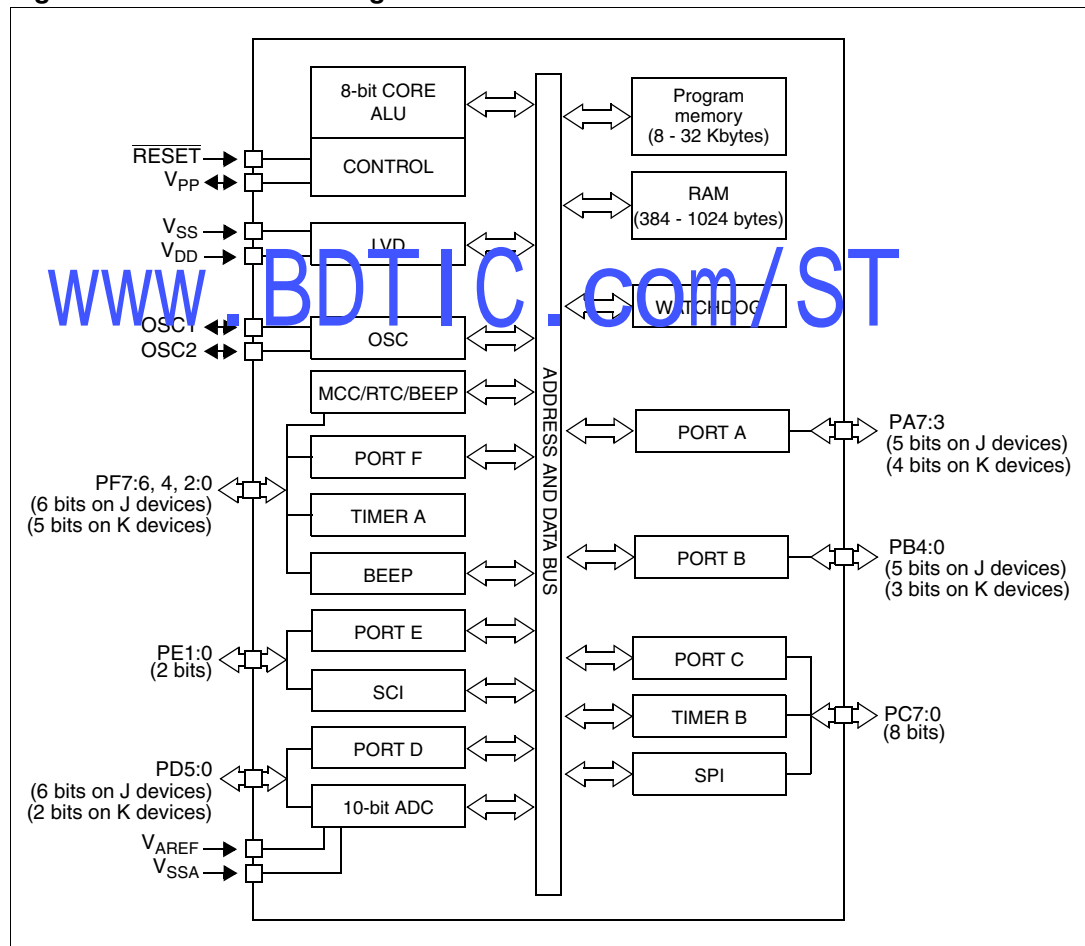 8-bit CORE
ALU
CONTROL
RESET
VPP
VSS
VDD
LVD
www.BDTIC.com/ST
OSC1
OSC2
OSC
MCC/RTC/BEEP
PORT F
PF7:6, 4, 2:0
(6 bits on J devices)
(5 bits on K devices)
TIMER A
BEEP
PORT E
PE1:0
(2 bits)
SCI
PORT D
PD5:0
(6 bits on J devices)
(2 bits on K devices)
10-bit ADC
VAREF
VSSA
ADDRESS AND DATA BUS
Program
memory
(8 - 32 Kbytes)
RAM
(384 - 1024 bytes)
WATCHDOG
PORT A
PA7:3
(5 bits on J devices)
(4 bits on K devices)
PORT B
PB4:0
(5 bits on J devices)
(3 bits on K devices)
PORT C
TIMER B
PC7:0
(8 bits)
SPI